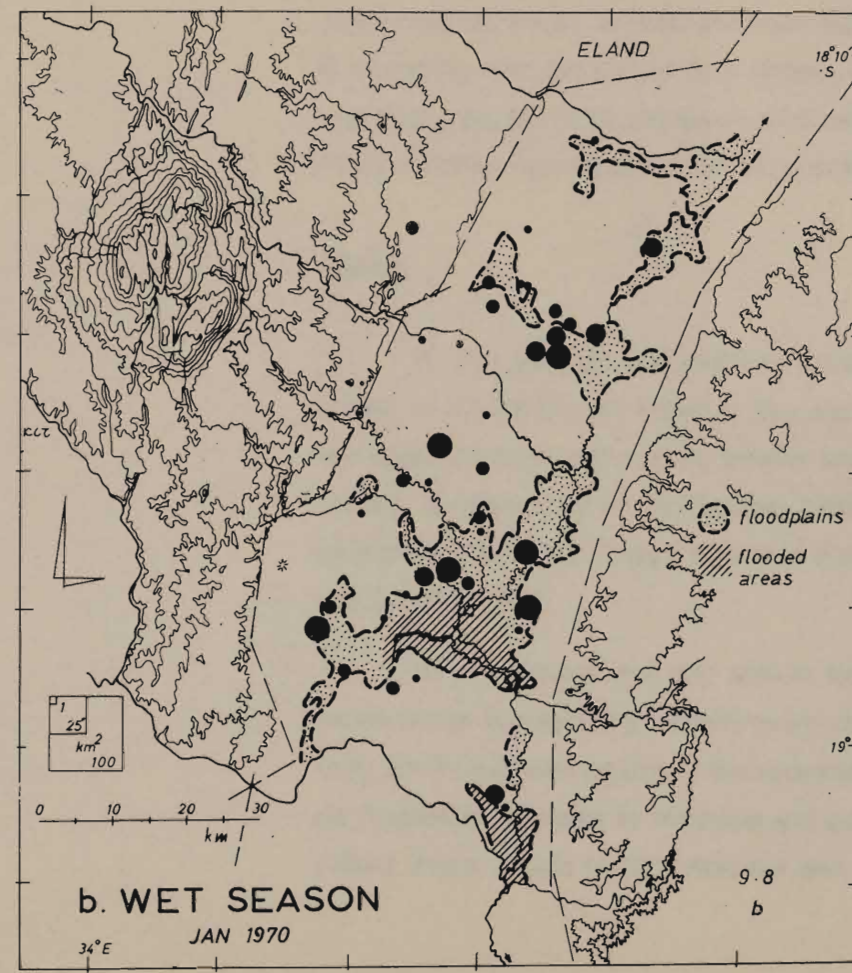 ELAND
18°10'
S
floodplains
flooded
areas
1
25
km²
100
19°
0 10 20 30
km
b. WET SEASON
JAN 1970
34°E
9·8
b